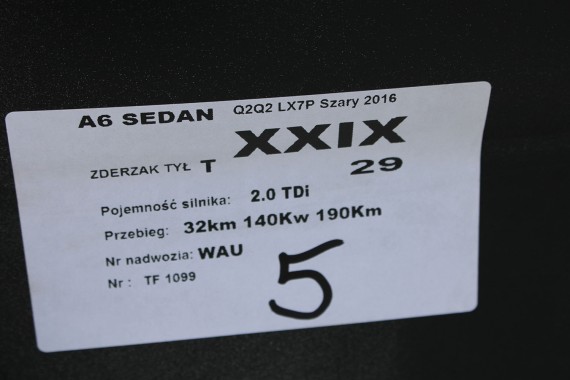 A6 SEDAN Q2Q2 LX7P Szary 2016
XXIX
ZDERZAK TYŁ T 29
Pojemność silnika: 2.0 TDi
Przebieg: 32km 140Kw 190Km
Nr nadwozia: WAU
Nr : TF 1099
5